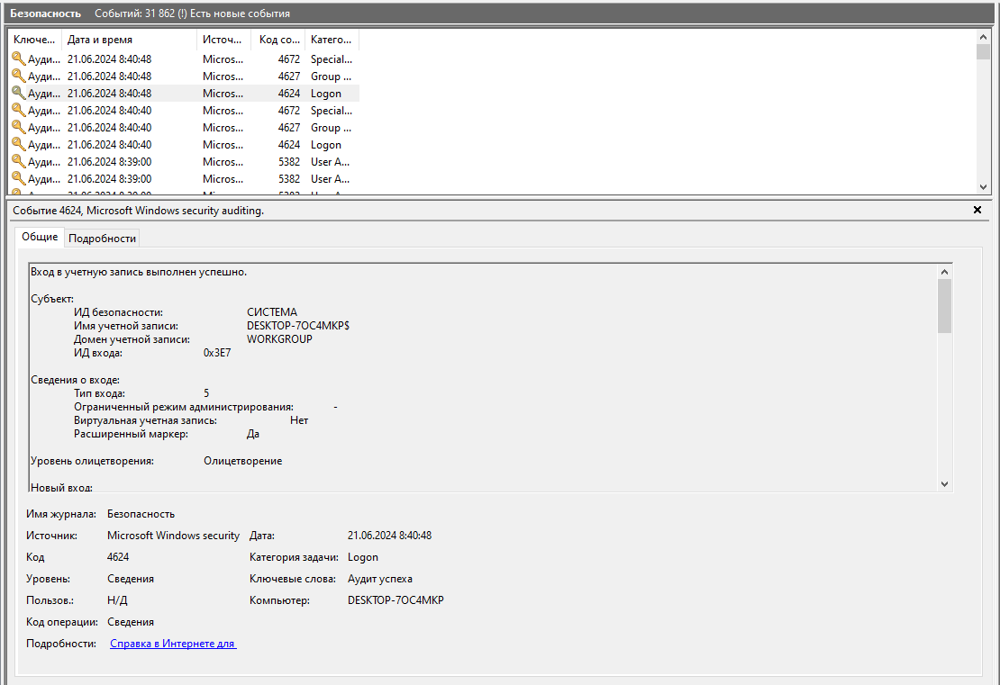 Безопасность Событий: 31 862 (!) Есть новые события
Ключе... Дата и время Источ... Код со... Катего...
Ауди... 21.06.2024 8:40:48 Micros... 4672 Special...
Ауди... 21.06.2024 8:40:48 Micros... 4627 Group ...
Ауди... 21.06.2024 8:40:48 Micros... 4624 Logon
Ауди... 21.06.2024 8:40:40 Micros... 4672 Special...
Ауди... 21.06.2024 8:40:40 Micros... 4627 Group ...
Ауди... 21.06.2024 8:40:40 Micros... 4624 Logon
Ауди... 21.06.2024 8:39:00 Micros... 5382 User A...
Ауди... 21.06.2024 8:39:00 Micros... 5382 User A...
Событие 4624, Microsoft Windows security auditing.
Общие Подробности
Вход в учетную запись выполнен успешно.
Субъект:
ИД безопасности: СИСТЕМА
Имя учетной записи: DESKTOP-7OC4MKP$
Домен учетной записи: WORKGROUP
ИД входа: 0x3E7
Сведения о входе:
Тип входа: 5
Ограниченный режим администрирования: -
Виртуальная учетная запись: Нет
Расширенный маркер: Да
Уровень олицетворения: Олицетворение
Новый вход:
Имя журнала: Безопасность
Источник: Microsoft Windows security Дата: 21.06.2024 8:40:48
Код 4624 Категория задачи: Logon
Уровень: Сведения Ключевые слова: Аудит успеха
Пользов.: Н/Д Компьютер: DESKTOP-7OC4MKP
Код операции: Сведения
Подробности: Справка в Интернете для